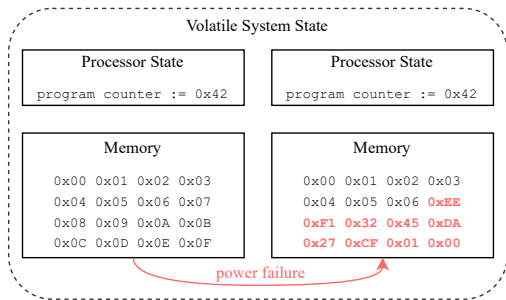 Volatile System State
Processor State
program counter := 0x42
Memory
0x00 0x01 0x02 0x03
0x04 0x05 0x06 0x07
0x08 0x09 0x0A 0x0B
0x0C 0x0D 0x0E 0x0F
Processor State
program counter := 0x42
Memory
0x00 0x01 0x02 0x03
0x04 0x05 0x06 0xEE
0xF1 0x32 0x45 0xDA
0x27 0xCF 0x01 0x00
power failure